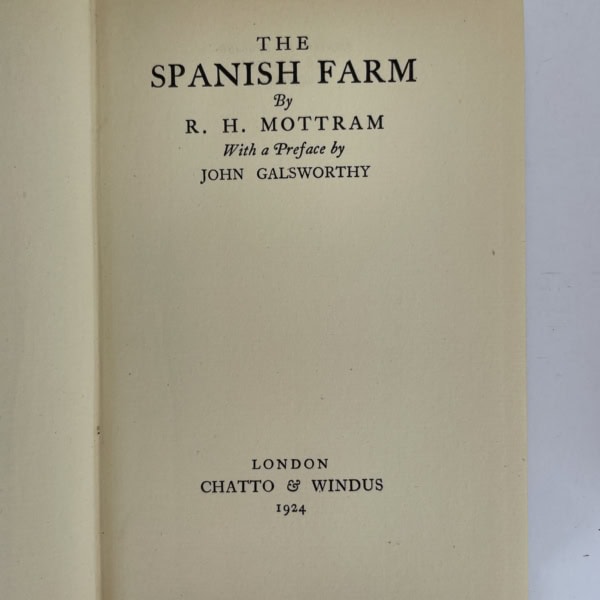 THE
SPANISH FARM
By
R. H. MOTTRAM
With a Preface by
JOHN GALSWORTHY
LONDON
CHATTO & WINDUS
1924